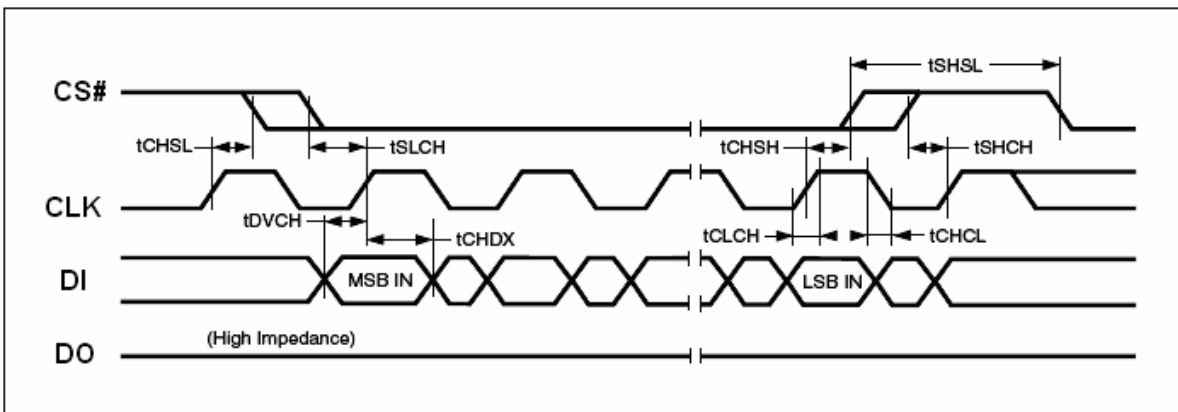 tSHSL
CS#
tCHSL
tSLCH
tCHSH
tSHCH
CLK
tDVCH
tCHDX
tCLCH
tCHCL
DI
MSB IN
LSB IN
(High Impedance)
DO